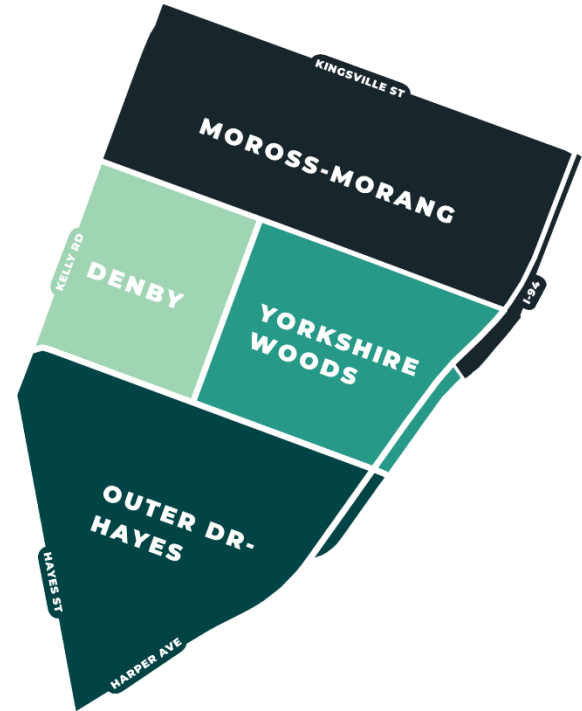 KINGSVILLE ST
MOROSS-MORANG
KELLY RD
DENBY
I-94
YORKSHIRE
WOODS
OUTER DR-
HAYES
HAYES ST
HARPER AVE